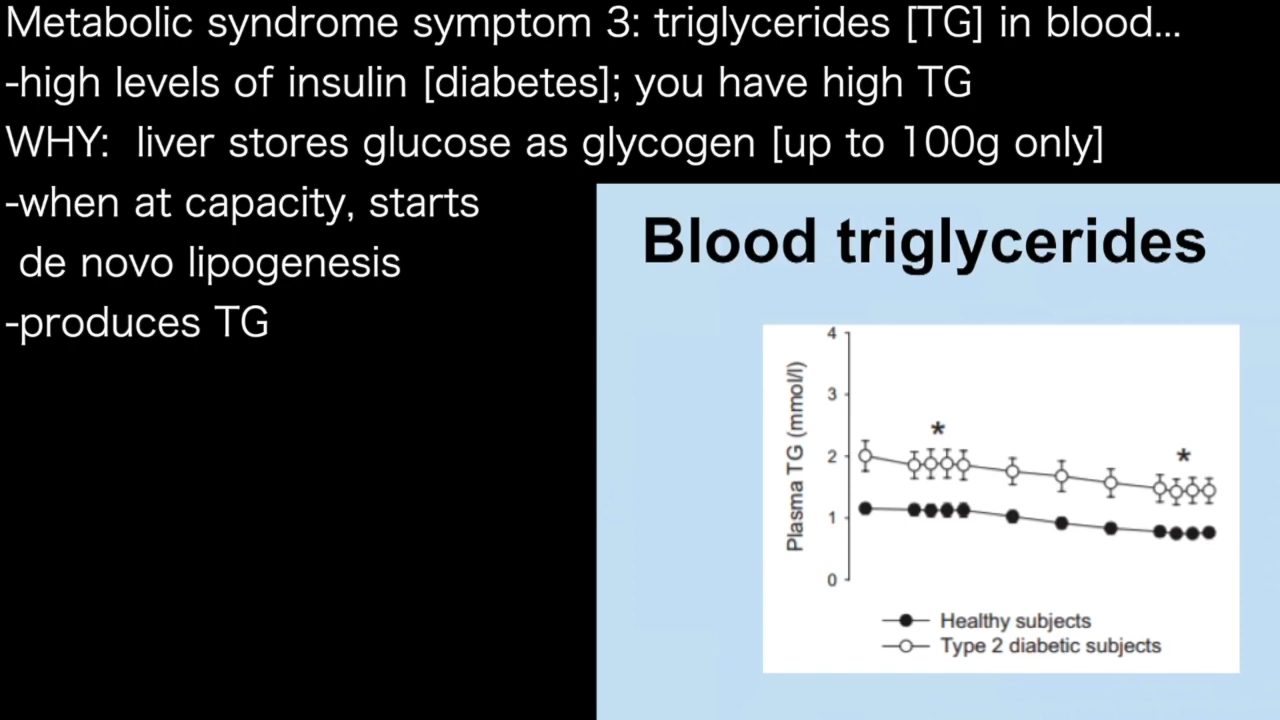 Metabolic syndrome symptom 3: triglycerides [TG] in blood...
-high levels of insulin [diabetes]; you have high TG
WHY:  liver stores glucose as glycogen [up to 100g only]
-when at capacity, starts
de novo lipogenesis
-produces TG
Blood triglycerides
Plasma TG (mmol/l)
4
3
2
1
0
*
*
Healthy subjects
Type 2 diabetic subjects